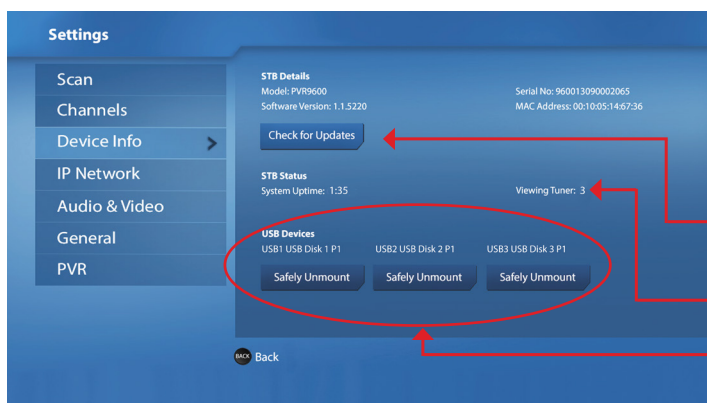 Settings
Scan
Channels
Device Info
IP Network
Audio & Video
General
PVR
STB Details
Model: PVR9600
Serial No: 960013090002065
Software Version: 1.1.5220
MAC Address: 00:10:05:14:67:36
Check for Updates
STB Status
System Uptime: 1:35
Viewing Tuner: 3
USB Devices
USB1 USB Disk 1 P1
USB2 USB Disk 2 P1
USB3 USB Disk 3 P1
Safely Unmount
Safely Unmount
Safely Unmount
BACK Back